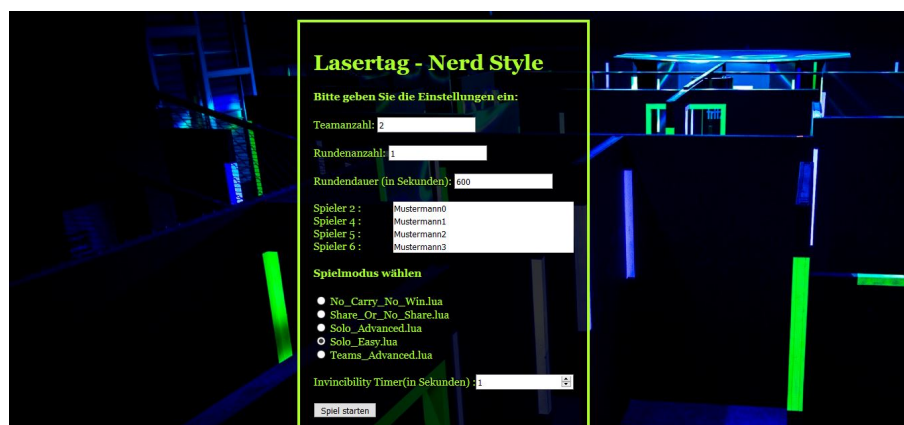 Lasertag - Nerd Style
Bitte geben Sie die Einstellungen ein:
Teamanzahl: 2
Rundenanzahl: 1
Rundendauer (in Sekunden): 600
Spieler 2 : Mustermann0
Spieler 4 : Mustermann1
Spieler 5 : Mustermann2
Spieler 6 : Mustermann3
Spielmodus wählen
No_Carry_No_Win.lua
Share_Or_No_Share.lua
Solo_Advanced.lua
Solo_Easy.lua
Teams_Advanced.lua
Invincibility Timer(in Sekunden) : 1
Spiel starten